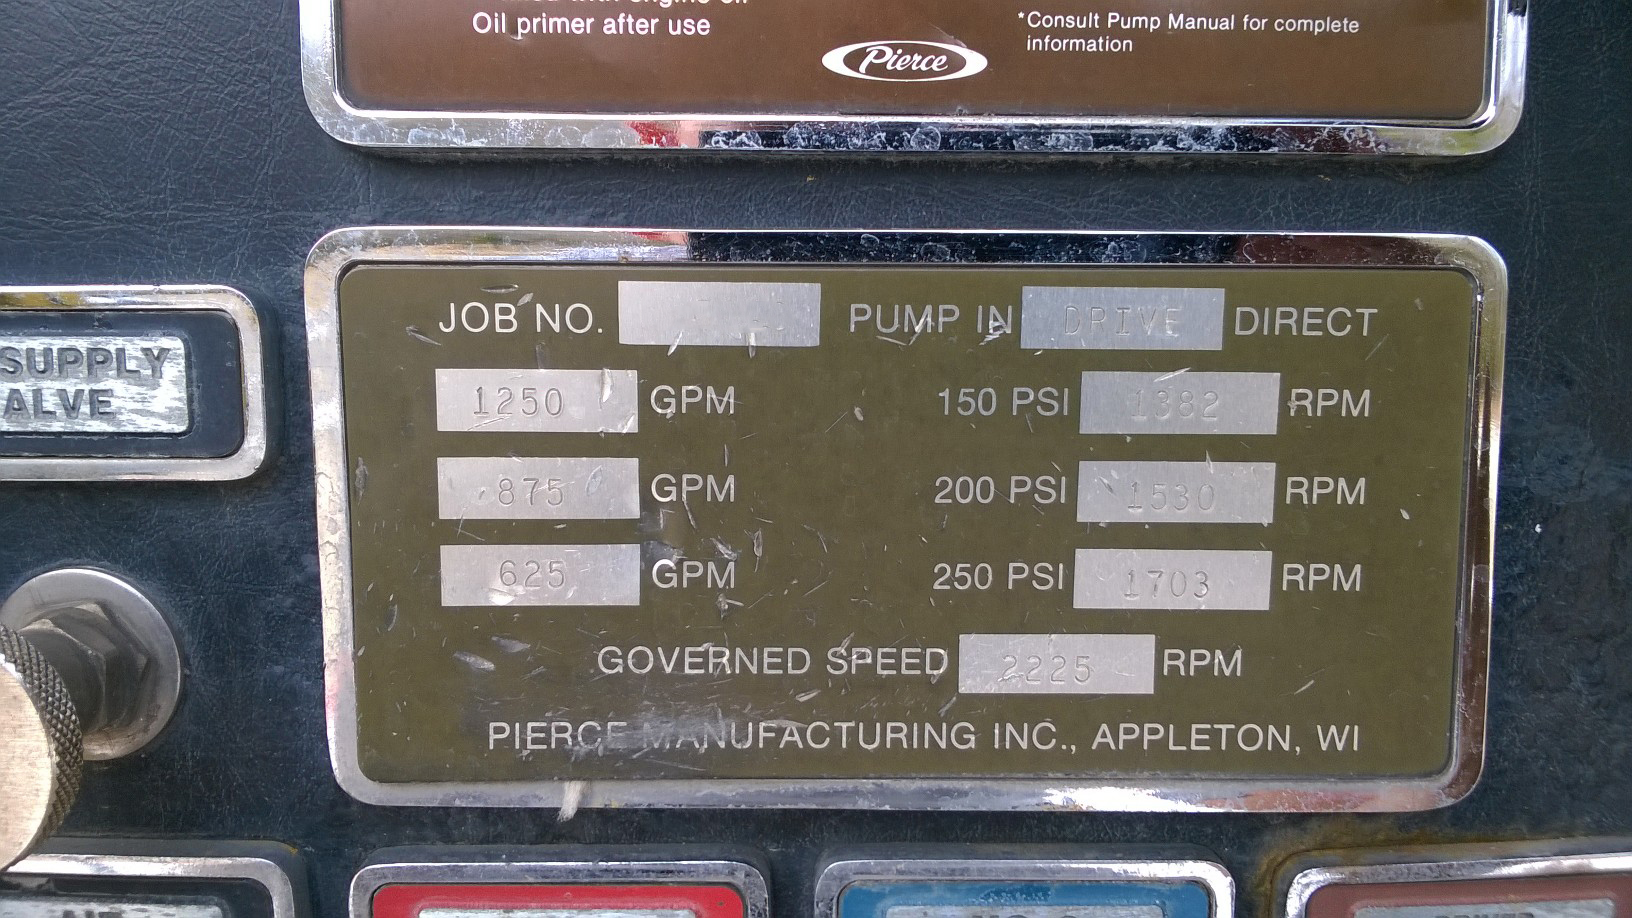 Oil primer after use
*Consult Pump Manual for complete
information
Pierce
JOB NO. PUMP IN DRIVE DIRECT
1250 GPM 150 PSI 1382 RPM
875 GPM 200 PSI 1530 RPM
625 GPM 250 PSI 1703 RPM
GOVERNED SPEED 2225 RPM
PIERCE MANUFACTURING INC., APPLETON, WI
SUPPLY
ALVE